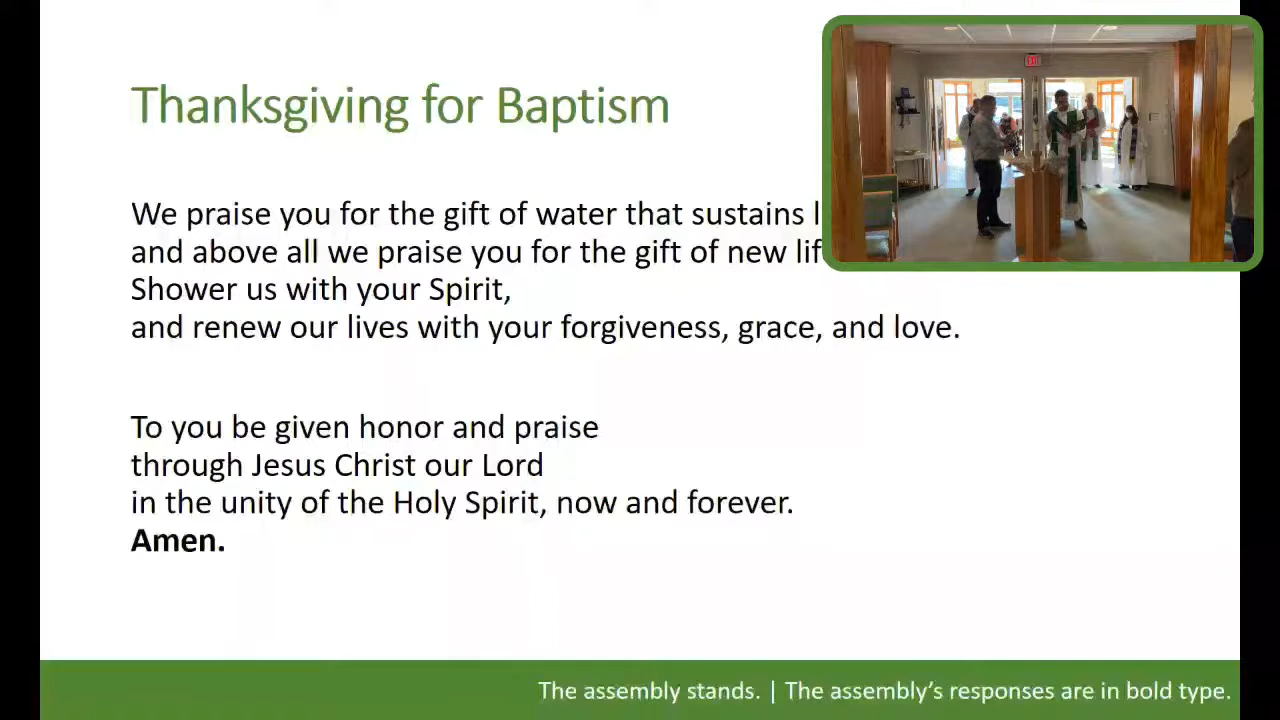 Thanksgiving for Baptism
We praise you for the gift of water that sustains
and above all we praise you for the gift of new
Shower us with your Spirit,
and renew our lives with your forgiveness, grace, and love.
To you be given honor and praise
through Jesus Christ our Lord
in the unity of the Holy Spirit, now and forever.
Amen.
The assembly stands. | The assembly’s responses are in bold type.